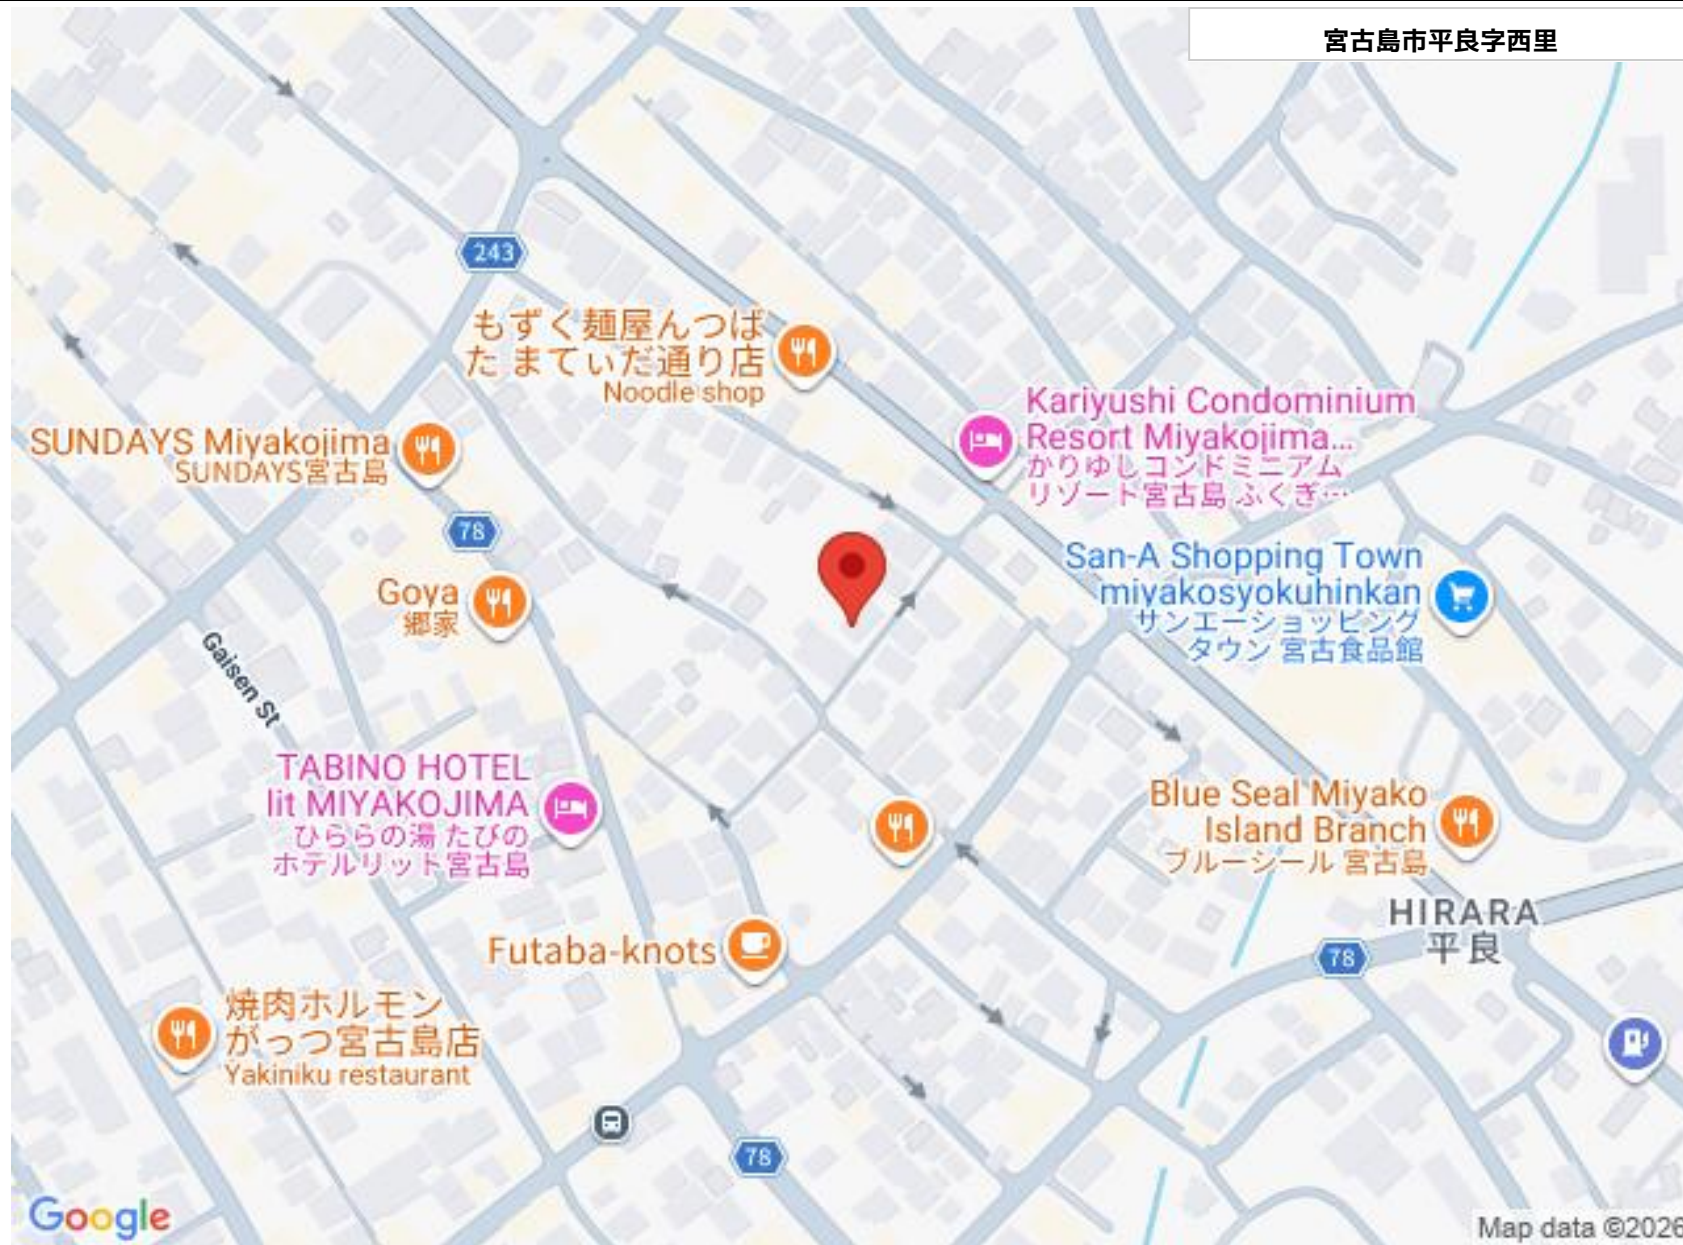 宮古島市平良字西里
243
もずく麺屋んつば
た まてぃだ通り店
Noodle shop
Kariyushi Condominium
Resort Miyakojima...
かりゆしコンドミニアム
リゾート宮古島 ふくぎ…
SUNDAYS Miyakojima
SUNDAYS宮古島
78
San-A Shopping Town
miyakosyokuhinkan
サンエーショッピング
タウン 宮古食品館
Goya
郷家
Gaisen St
TABINO HOTEL
lit MIYAKOJIMA
ひららの湯 たびの
ホテルリット宮古島
Blue Seal Miyako
Island Branch
ブルーシール 宮古島
HIRARA
平良
78
Futaba-knots
焼肉ホルモン
がっつ宮古島店
Yakiniku restaurant
78
Google
Map data ©2026